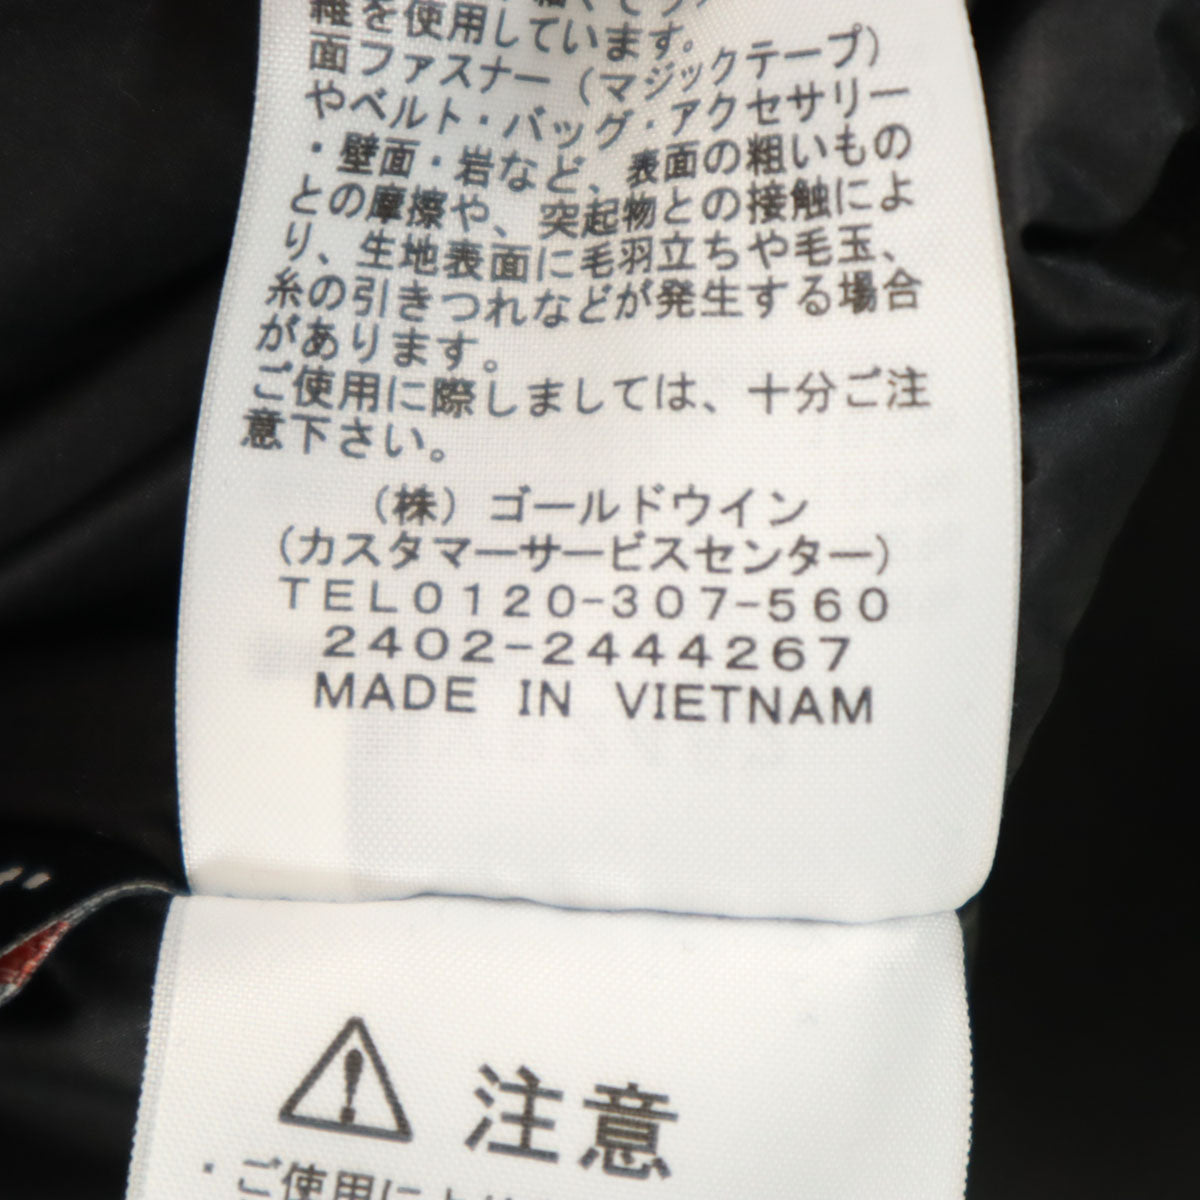 維を使用しています。
面ファスナー（マジックテープ）
やベルト・バッグ・アクセサリー
・壁面・岩など、表面の粗いもの
との摩擦や、突起物との接触によ
り、生地表面に毛羽立ちや毛玉、
糸の引きつれなどが発生する場合
があります。
ご使用に際しましては、十分ご注
意下さい。
（株）ゴールドウイン
（カスタマーサービスセンター）
TEL0120-307-560
2402-2444267
MADE IN VIETNAM
注意
・ご使用により